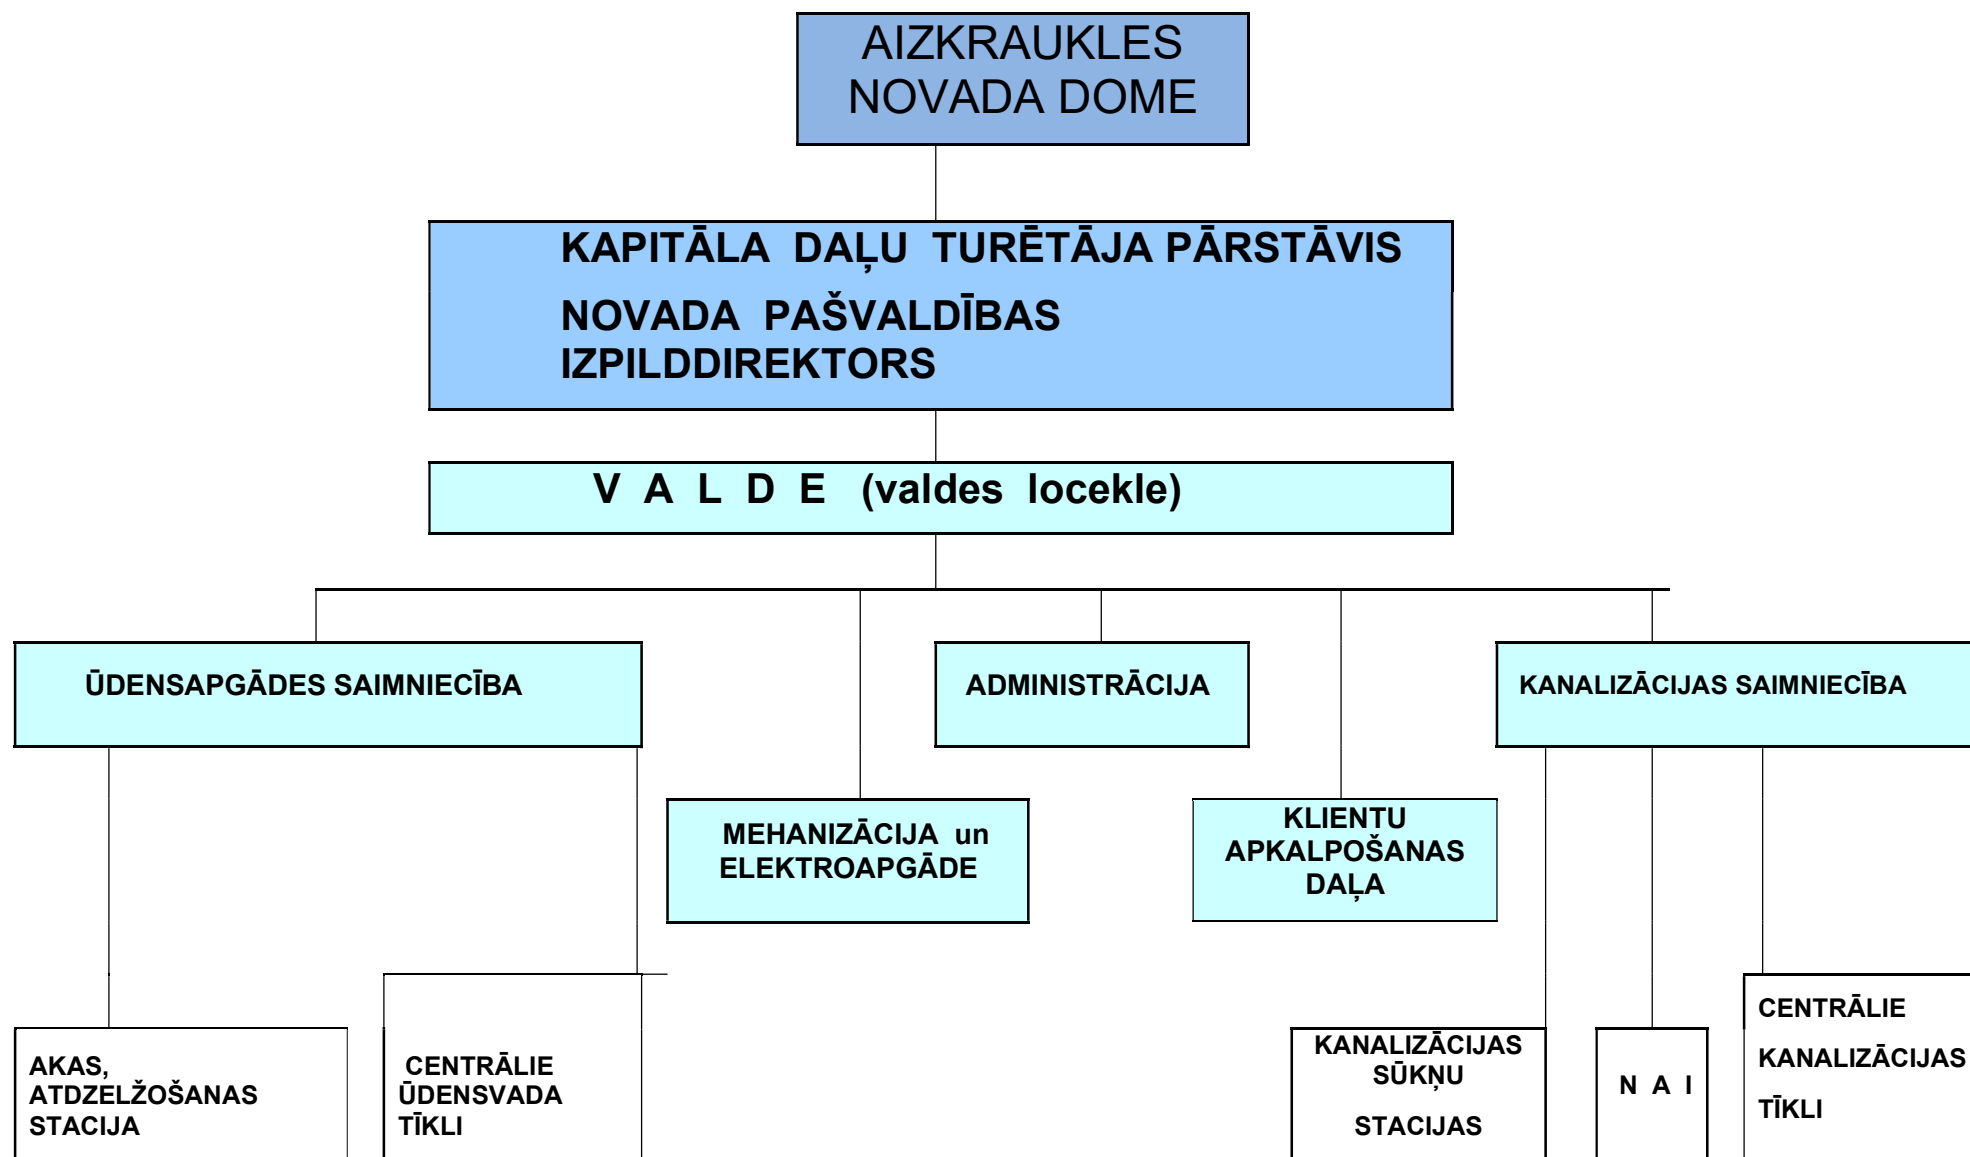 AIZKRAUKLES
NOVADA DOME
KAPITĀLA DAĻU TURĒTĀJA PĀRSTĀVIS
NOVADA PAŠVALDĪBAS
IZPILDDIREKTORS
V A L D E (valdes locekle)
ŪDENSAPGĀDES SAIMNIECĪBA
ADMINISTRĀCIJA
KANALIZĀCIJAS SAIMNIECĪBA
MEHANIZĀCIJA un
ELEKTROAPGĀDE
KLIENTU
APKALPOŠANAS
DAĻA
AKAS,
ATDZELŽOŠANAS
STACIJA
CENTRĀLIE
ŪDENSVADA
TĪKLI
KANALIZĀCIJAS
SŪKŅU
STACIJAS
N A I
CENTRĀLIE
KANALIZĀCIJAS
TĪKLI